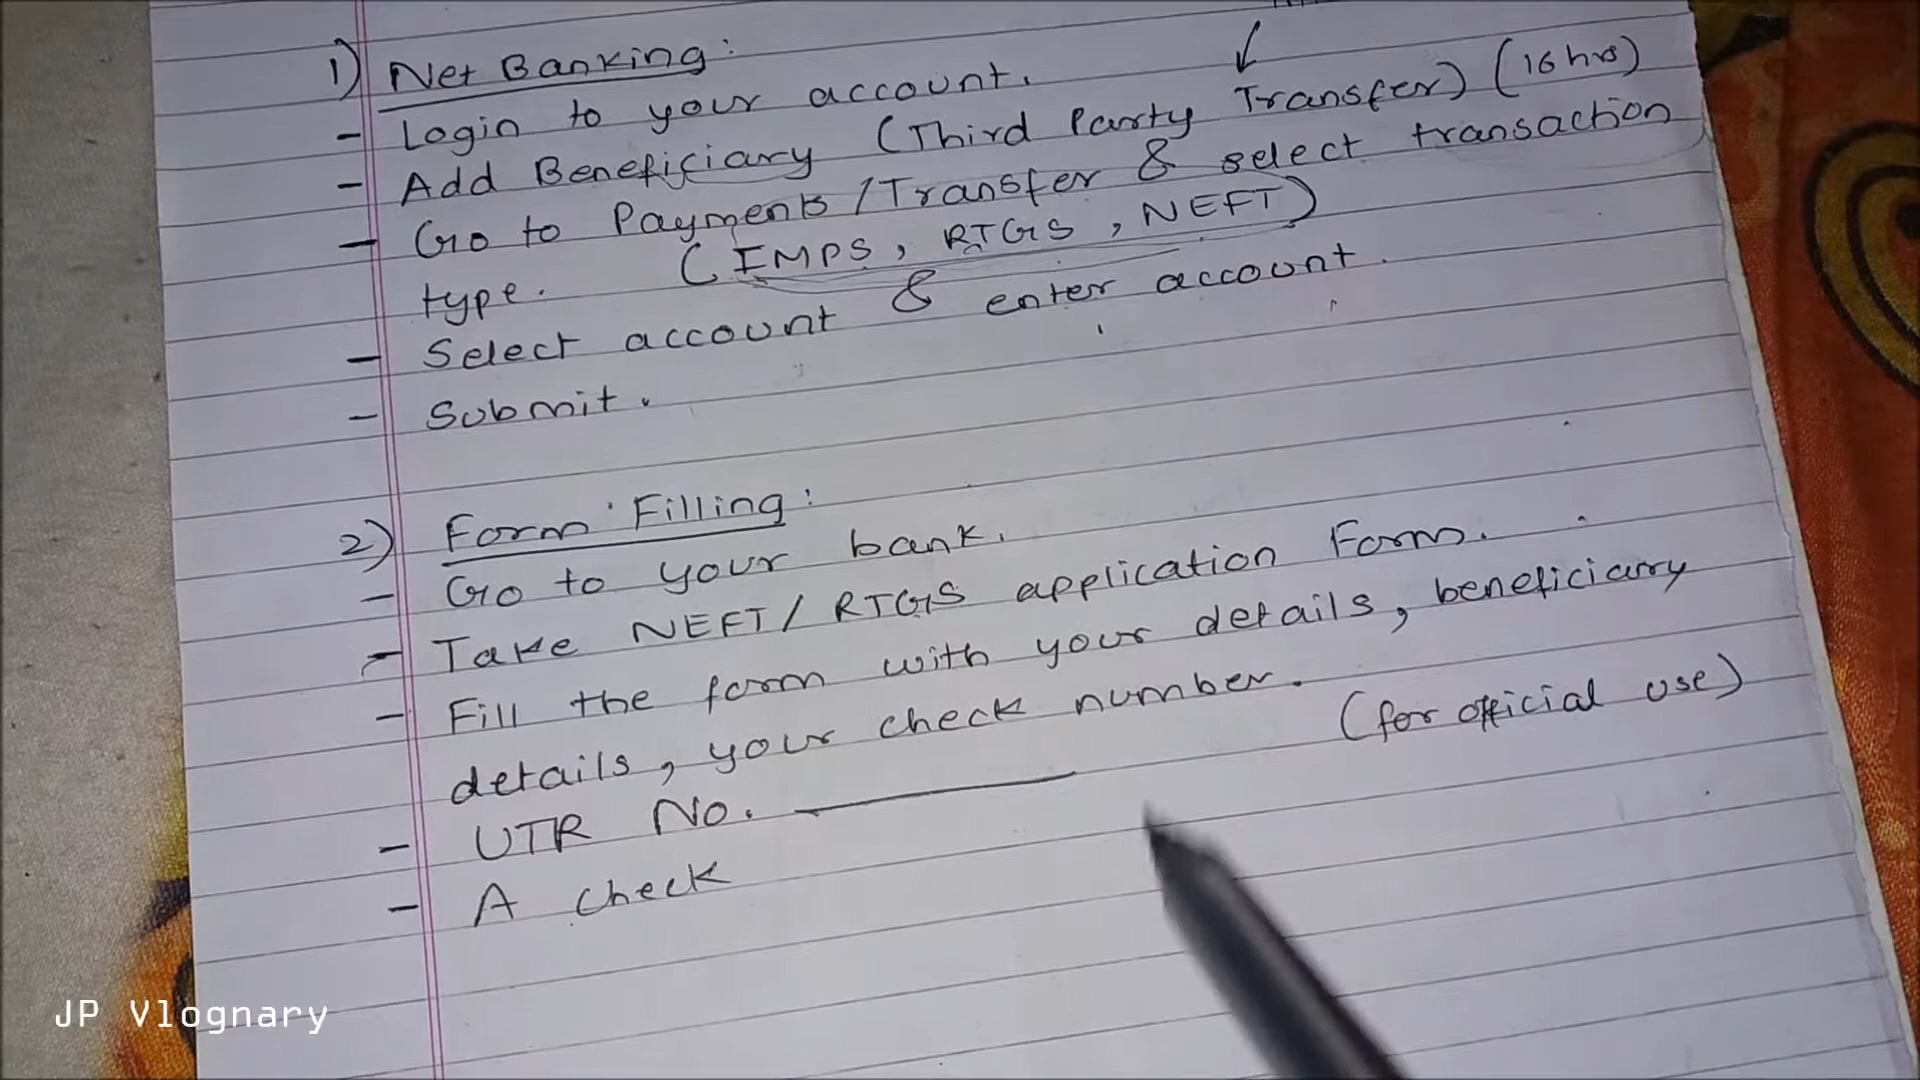 1) Net Banking:
- Login to your account.
- Add Beneficiary (Third Party Transfer) (16 hrs)
- Go to Payments/Transfer & select transaction
type. (IMPS, RTGS, NEFT)
- Select account & enter account.
- Submit.
2) Form Filling:
- Go to your bank.
- Take NEFT/RTGS application Form.
- Fill the form with your details, beneficiary
details, your check number.
- UTR No. ———— (for official use)
- A check
JP Vlognary